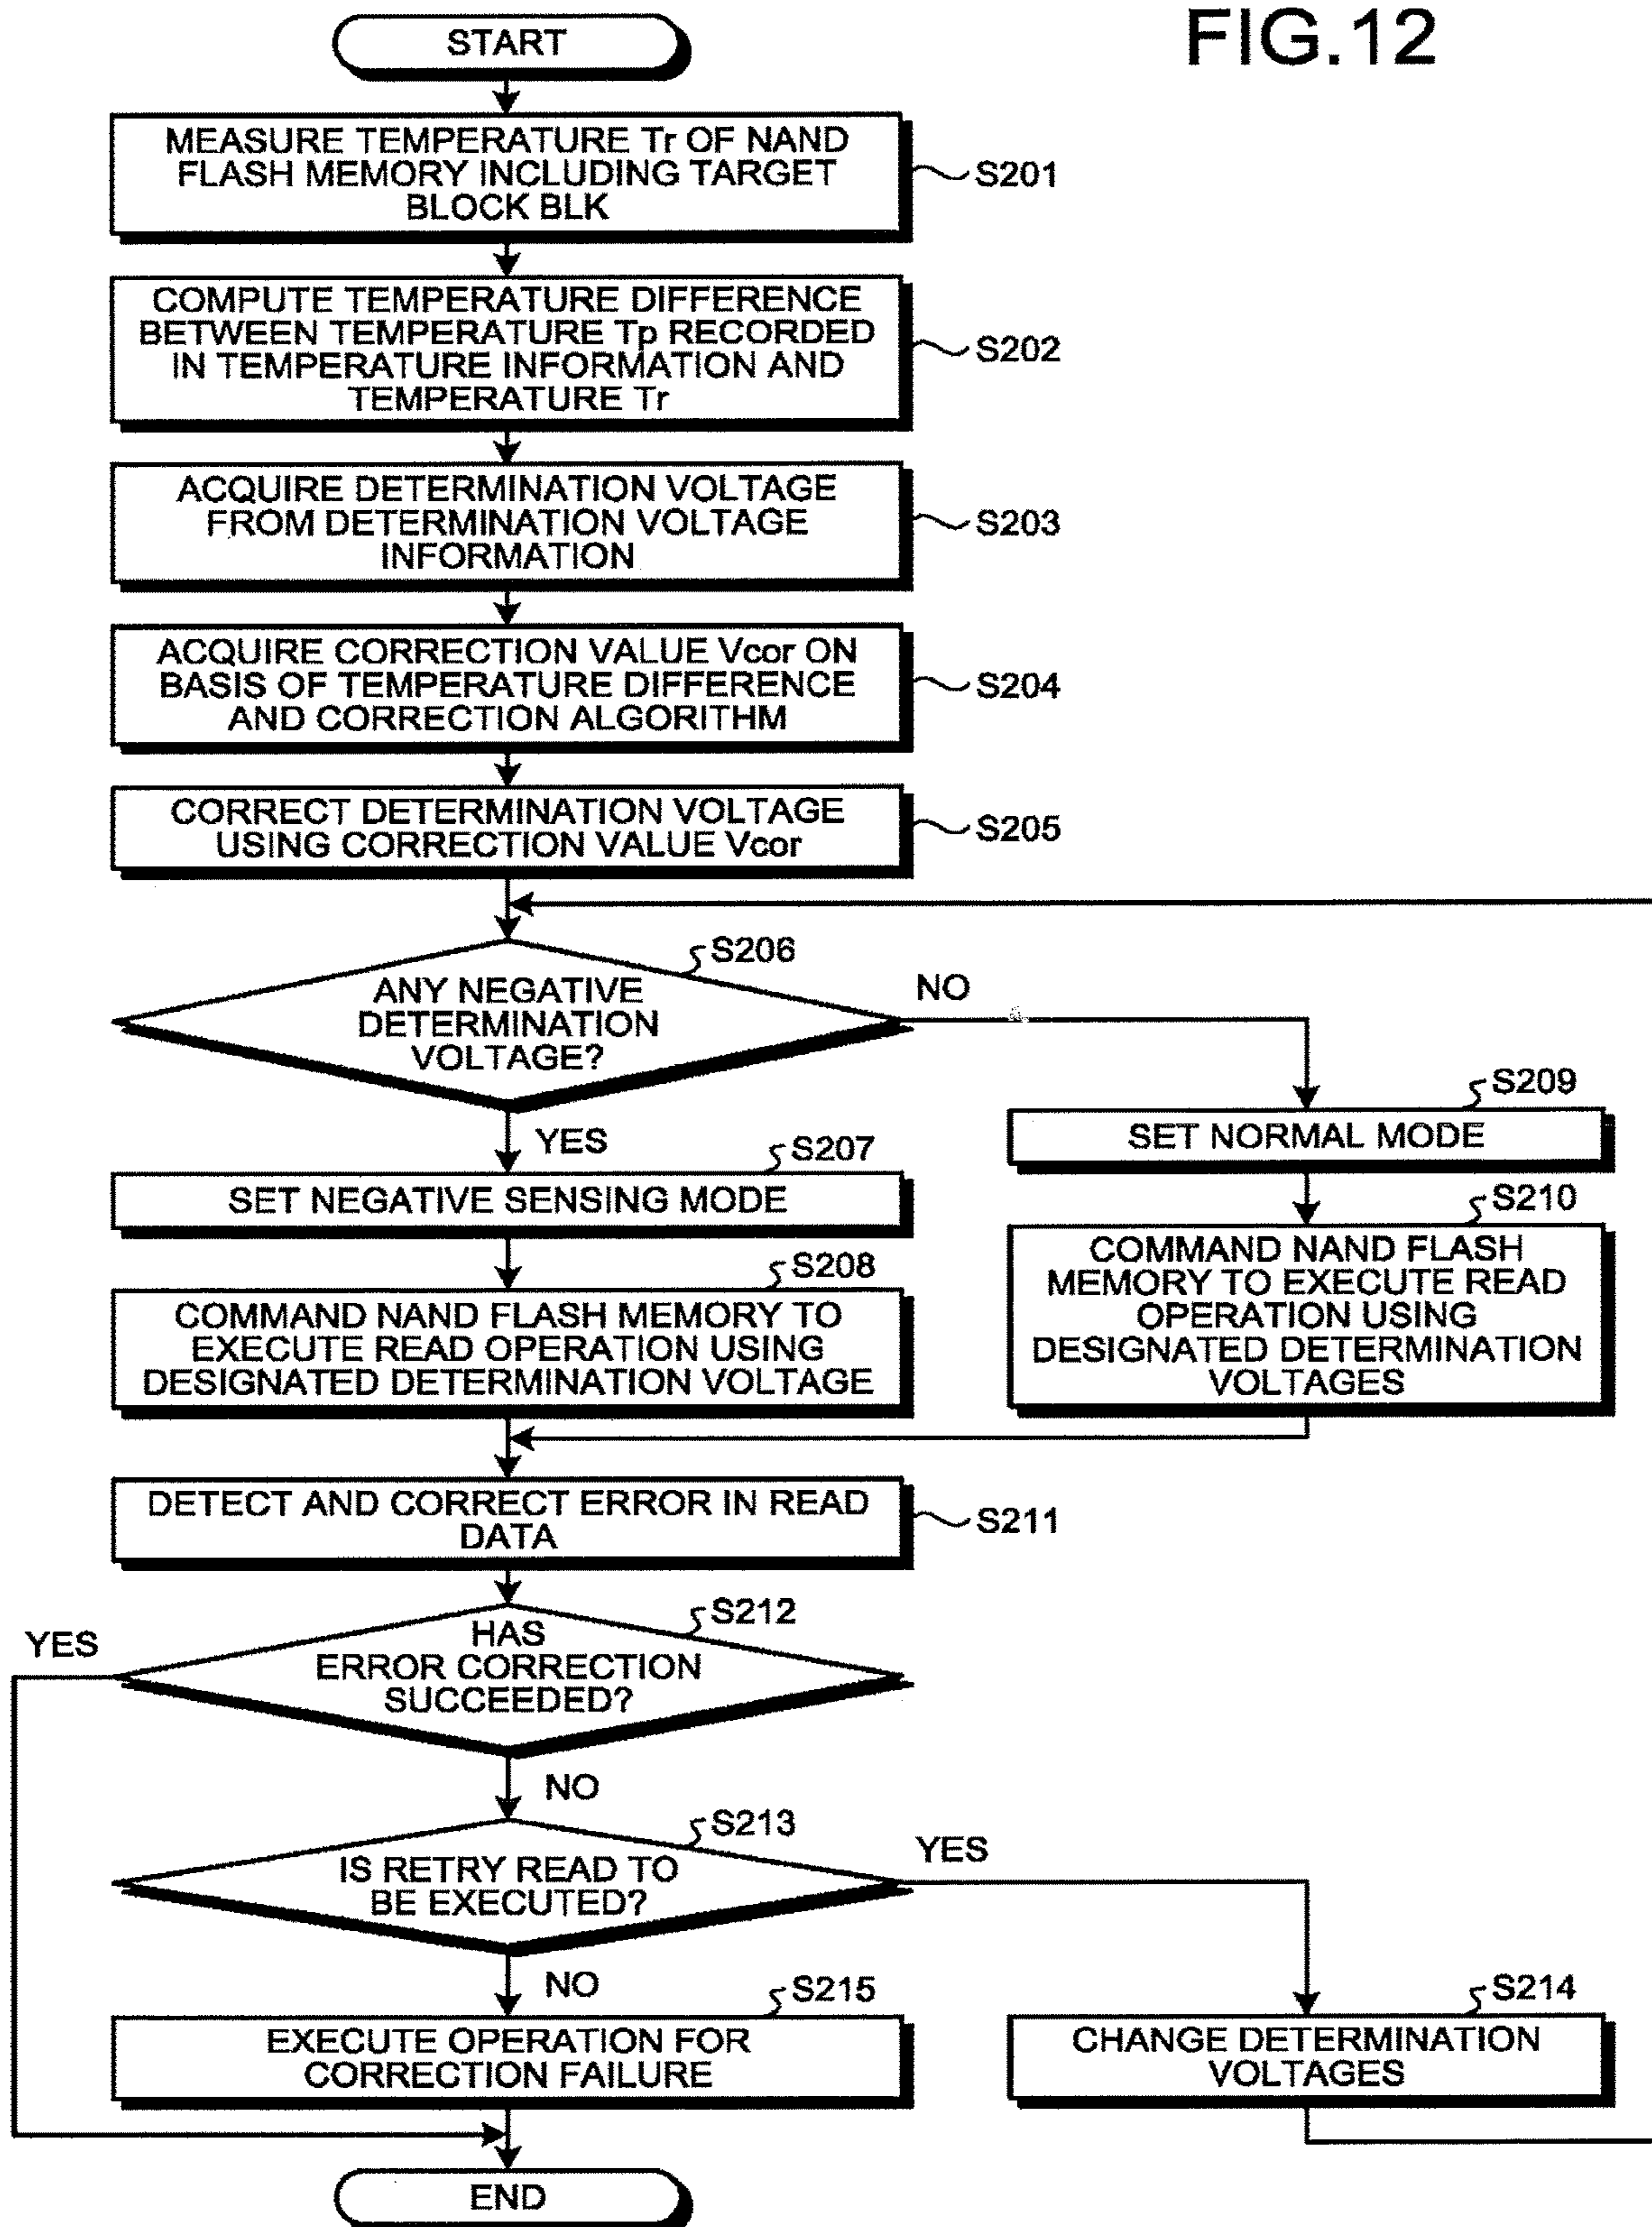 FIG.12
START
MEASURE TEMPERATURE Tr OF NAND
FLASH MEMORY INCLUDING TARGET
BLOCK BLK
S201
COMPUTE TEMPERATURE DIFFERENCE
BETWEEN TEMPERATURE Tp RECORDED
IN TEMPERATURE INFORMATION AND
TEMPERATURE Tr
S202
ACQUIRE DETERMINATION VOLTAGE
FROM DETERMINATION VOLTAGE
INFORMATION
S203
ACQUIRE CORRECTION VALUE Vcor ON
BASIS OF TEMPERATURE DIFFERENCE
AND CORRECTION ALGORITHM
S204
CORRECT DETERMINATION VOLTAGE
USING CORRECTION VALUE Vcor
S205
S206
ANY NEGATIVE
DETERMINATION
VOLTAGE?
NO
YES
S207
SET NEGATIVE SENSING MODE
S208
COMMAND NAND FLASH MEMORY TO
EXECUTE READ OPERATION USING
DESIGNATED DETERMINATION VOLTAGE
S209
SET NORMAL MODE
S210
COMMAND NAND FLASH
MEMORY TO EXECUTE READ
OPERATION USING
DESIGNATED DETERMINATION
VOLTAGES
DETECT AND CORRECT ERROR IN READ
DATA
S211
S212
HAS
ERROR CORRECTION
SUCCEEDED?
YES
NO
S213
IS RETRY READ TO
BE EXECUTED?
YES
NO
S215
EXECUTE OPERATION FOR
CORRECTION FAILURE
S214
CHANGE DETERMINATION
VOLTAGES
END